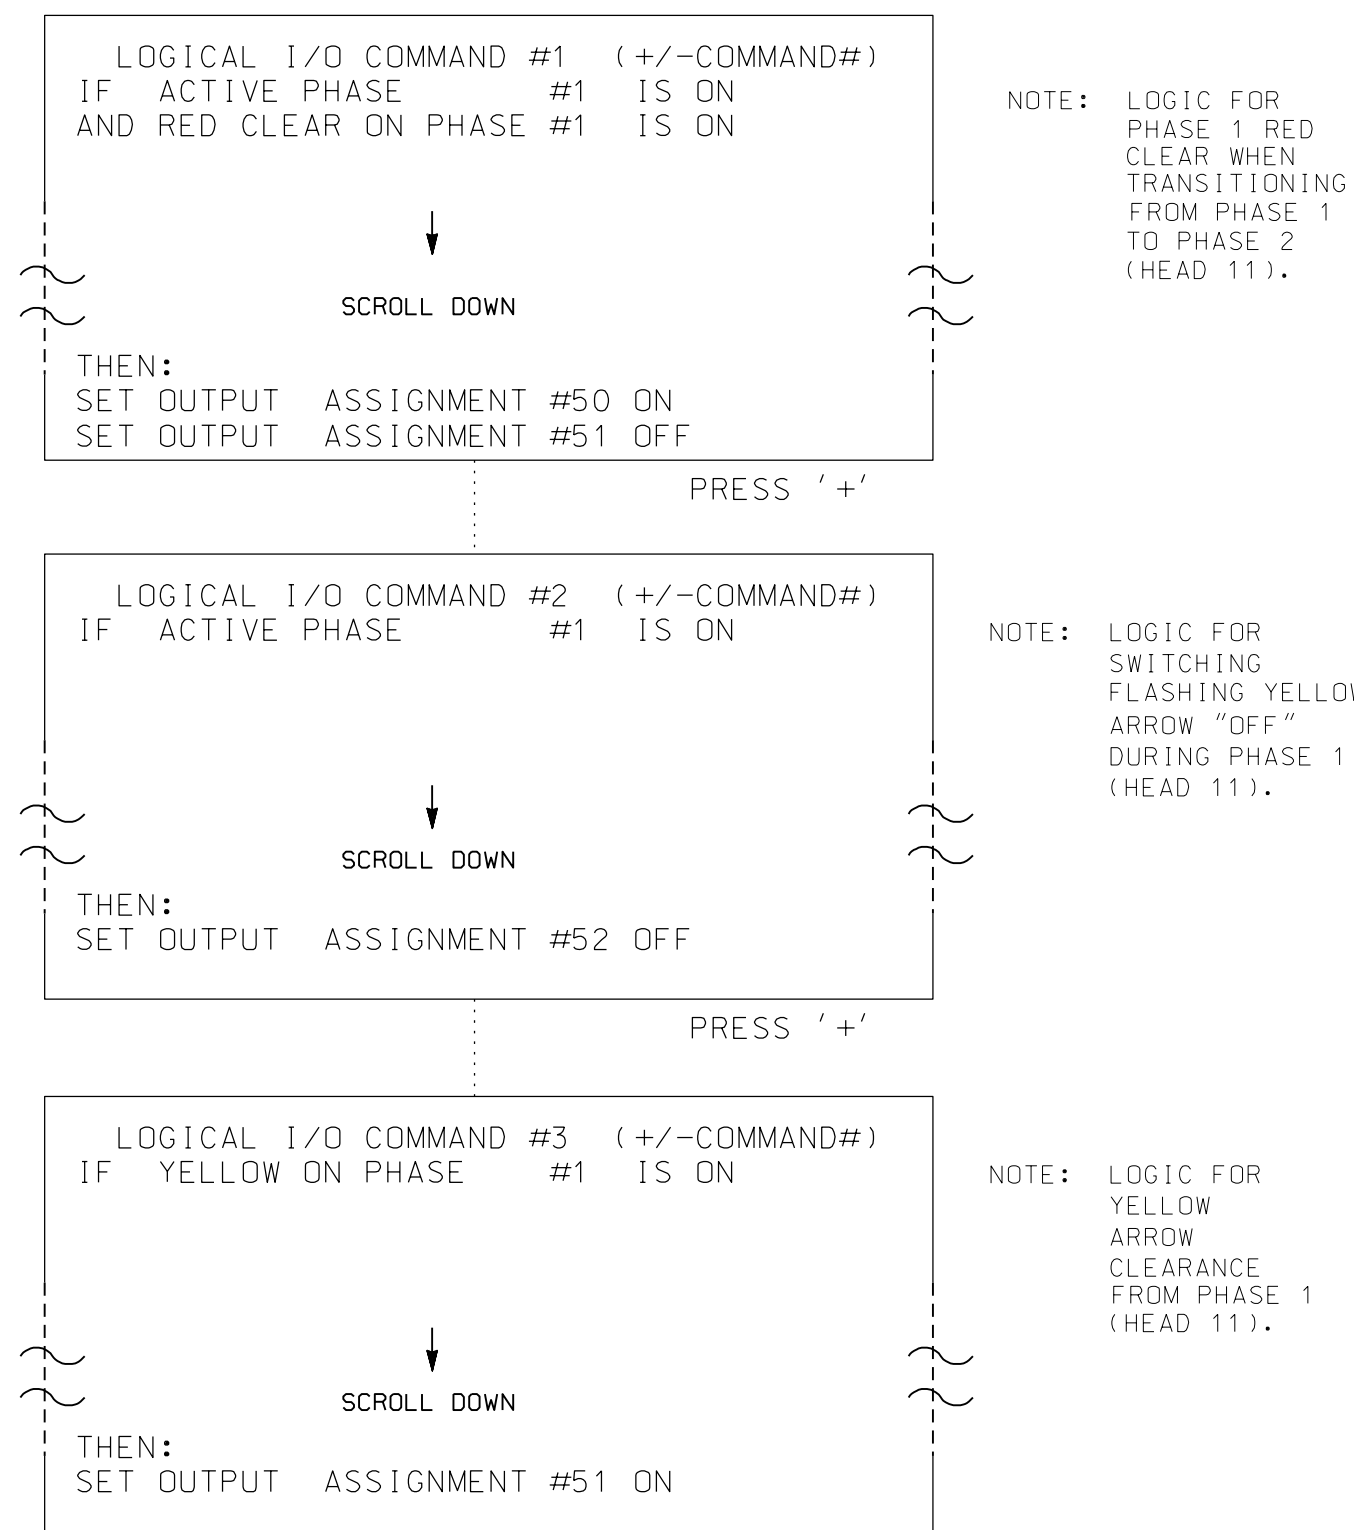 LOGICAL I/O COMMAND #1 (+/-COMMAND#)
IF ACTIVE PHASE #1 IS ON
AND RED CLEAR ON PHASE #1 IS ON
SCROLL DOWN
THEN:
SET OUTPUT ASSIGNMENT #50 ON
SET OUTPUT ASSIGNMENT #51 OFF
NOTE: LOGIC FOR
PHASE 1 RED
CLEAR WHEN
TRANSITIONING
FROM PHASE 1
TO PHASE 2
(HEAD 11).
PRESS '+'
LOGICAL I/O COMMAND #2 (+/-COMMAND#)
IF ACTIVE PHASE #1 IS ON
SCROLL DOWN
THEN:
SET OUTPUT ASSIGNMENT #52 OFF
NOTE: LOGIC FOR
SWITCHING
FLASHING YELLOW
ARROW "OFF"
DURING PHASE 1
(HEAD 11).
PRESS '+'
LOGICAL I/O COMMAND #3 (+/-COMMAND#)
IF YELLOW ON PHASE #1 IS ON
SCROLL DOWN
THEN:
SET OUTPUT ASSIGNMENT #51 ON
NOTE: LOGIC FOR
YELLOW
ARROW
CLEARANCE
FROM PHASE 1
(HEAD 11).